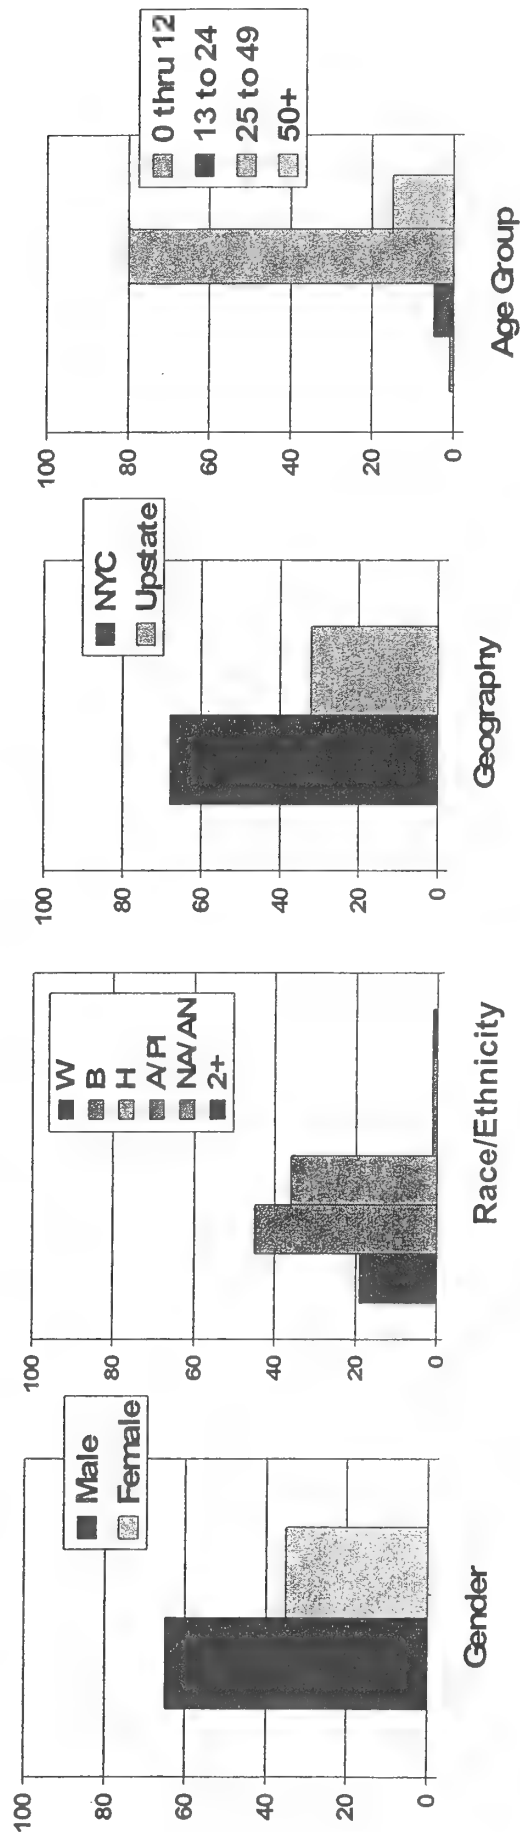 100
80
60
40
20
0
Male
Female
Gender
100
80
60
40
20
0
W
B
H
A/PI
NA/AN
2+
Race/Ethnicity
100
80
60
40
20
0
NYC
Upstate
Geography
100
80
60
40
20
0
0 thru 12
13 to 24
25 to 49
50+
Age Group